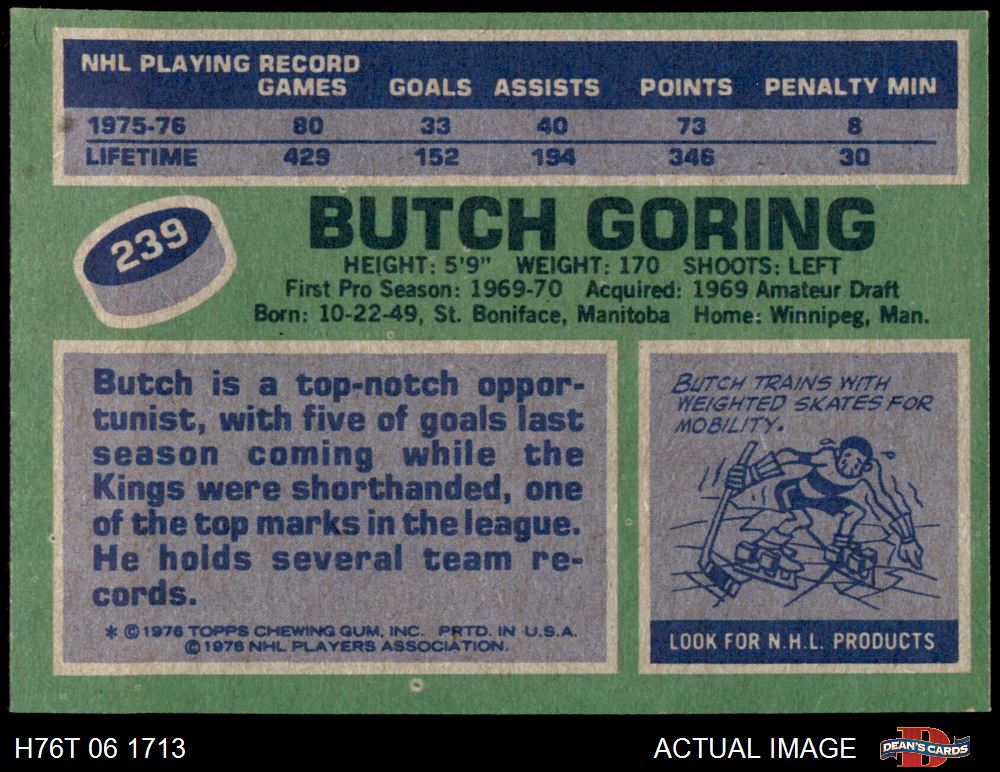 NHL PLAYING RECORD
GAMES GOALS ASSISTS POINTS PENALTY MIN
1975-76 80 33 40 73 8
LIFETIME 429 152 194 346 30
239
BUTCH GORING
HEIGHT: 5'9" WEIGHT: 170 SHOOTS: LEFT
First Pro Season: 1969-70 Acquired: 1969 Amateur Draft
Born: 10-22-49, St. Boniface, Manitoba Home: Winnipeg, Man.
Butch is a top-notch oppor-
tunist, with five of goals last
season coming while the
Kings were shorthanded, one
of the top marks in the league.
He holds several team re-
cords.
* © 1976 TOPPS CHEWING GUM, INC. PRTD. IN U.S.A.
© 1976 NHL PLAYERS ASSOCIATION.
BUTCH TRAINS WITH
WEIGHTED SKATES FOR
MOBILITY.
LOOK FOR N.H.L. PRODUCTS
H76T 06 1713
ACTUAL IMAGE
D
DEAN'S CARDS